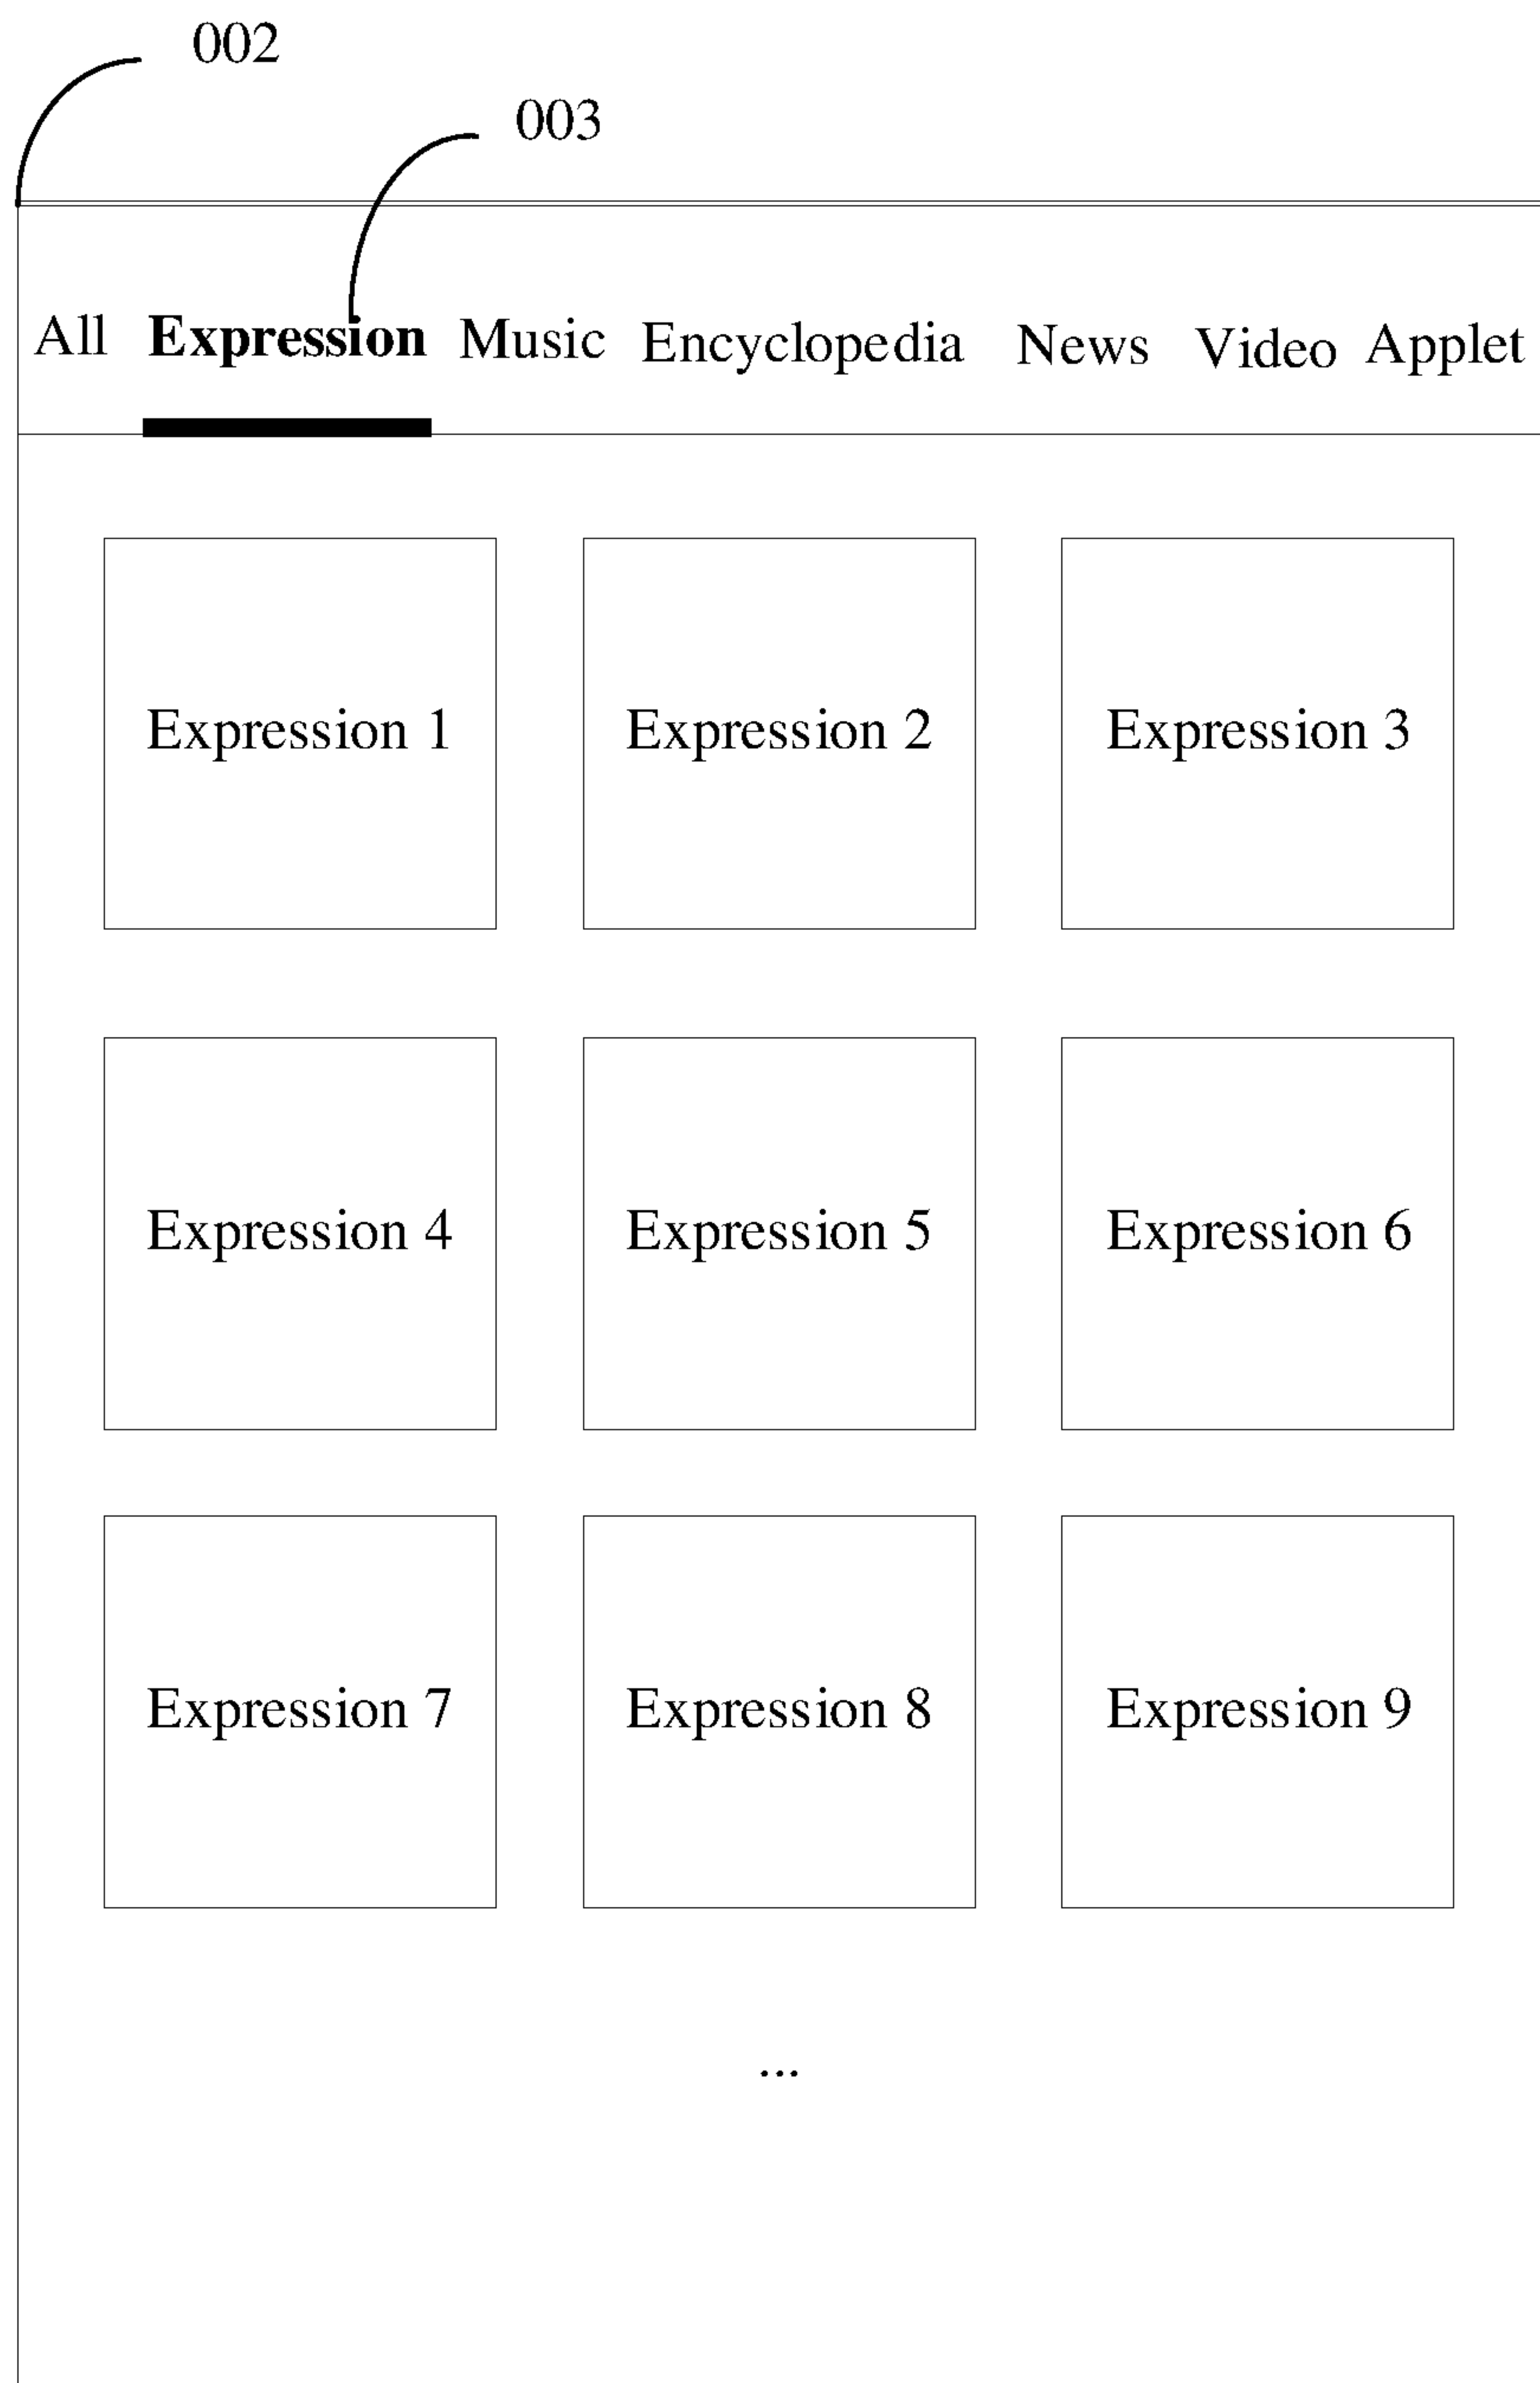 002
003
All Expression Music Encyclopedia News Video Applet
Expression 1 Expression 2 Expression 3
Expression 4 Expression 5 Expression 6
Expression 7 Expression 8 Expression 9
...